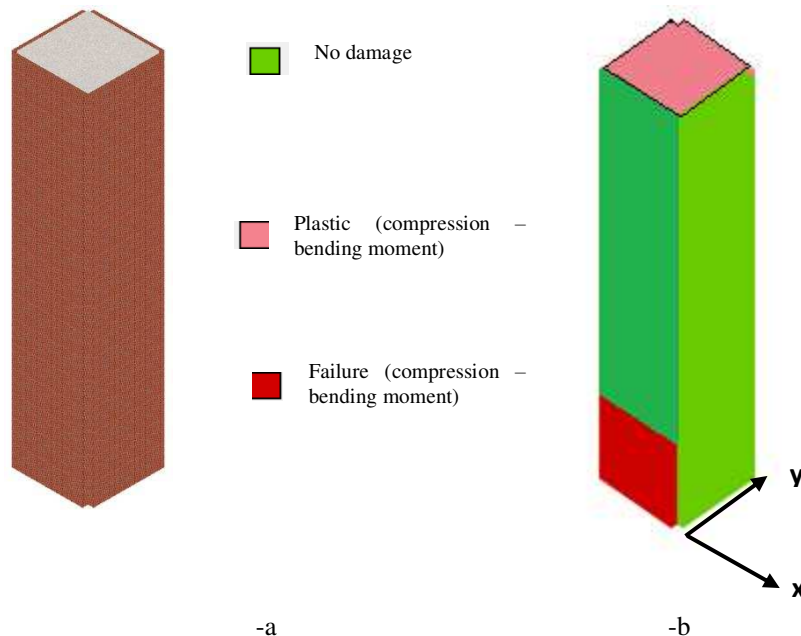 No damage
Plastic (compression –
bending moment)
Failure (compression –
bending moment)
y
x
-a
-b